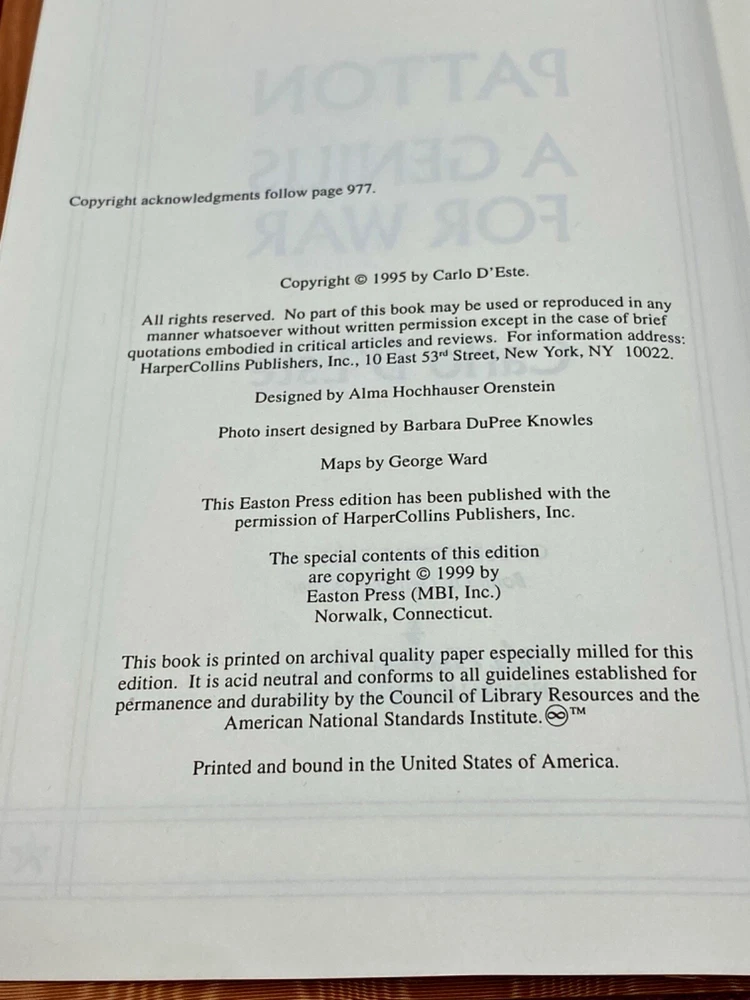 PATTON
A GENIUS
FOR WAR
Copyright acknowledgments follow page 977.
Copyright © 1995 by Carlo D'Este.
All rights reserved. No part of this book may be used or reproduced in any
manner whatsoever without written permission except in the case of brief
quotations embodied in critical articles and reviews. For information address:
HarperCollins Publishers, Inc., 10 East 53rd Street, New York, NY 10022.
Carlo D'Este
Designed by Alma Hochhauser Orenstein
Photo insert designed by Barbara DuPree Knowles
Maps by George Ward
This Easton Press edition has been published with the
permission of HarperCollins Publishers, Inc.
The special contents of this edition
are copyright © 1999 by
Easton Press (MBI, Inc.)
Norwalk, Connecticut.
This book is printed on archival quality paper especially milled for this
edition. It is acid neutral and conforms to all guidelines established for
permanence and durability by the Council of Library Resources and the
American National Standards Institute.♾™
Printed and bound in the United States of America.